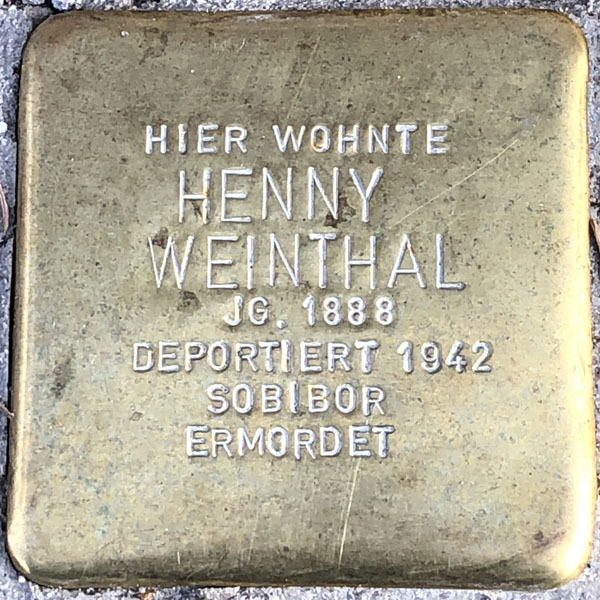 HIER WOHNTE
HENNY
WEINTHAL
JG. 1888
DEPORTIERT 1942
SOBIBOR
ERMORDET